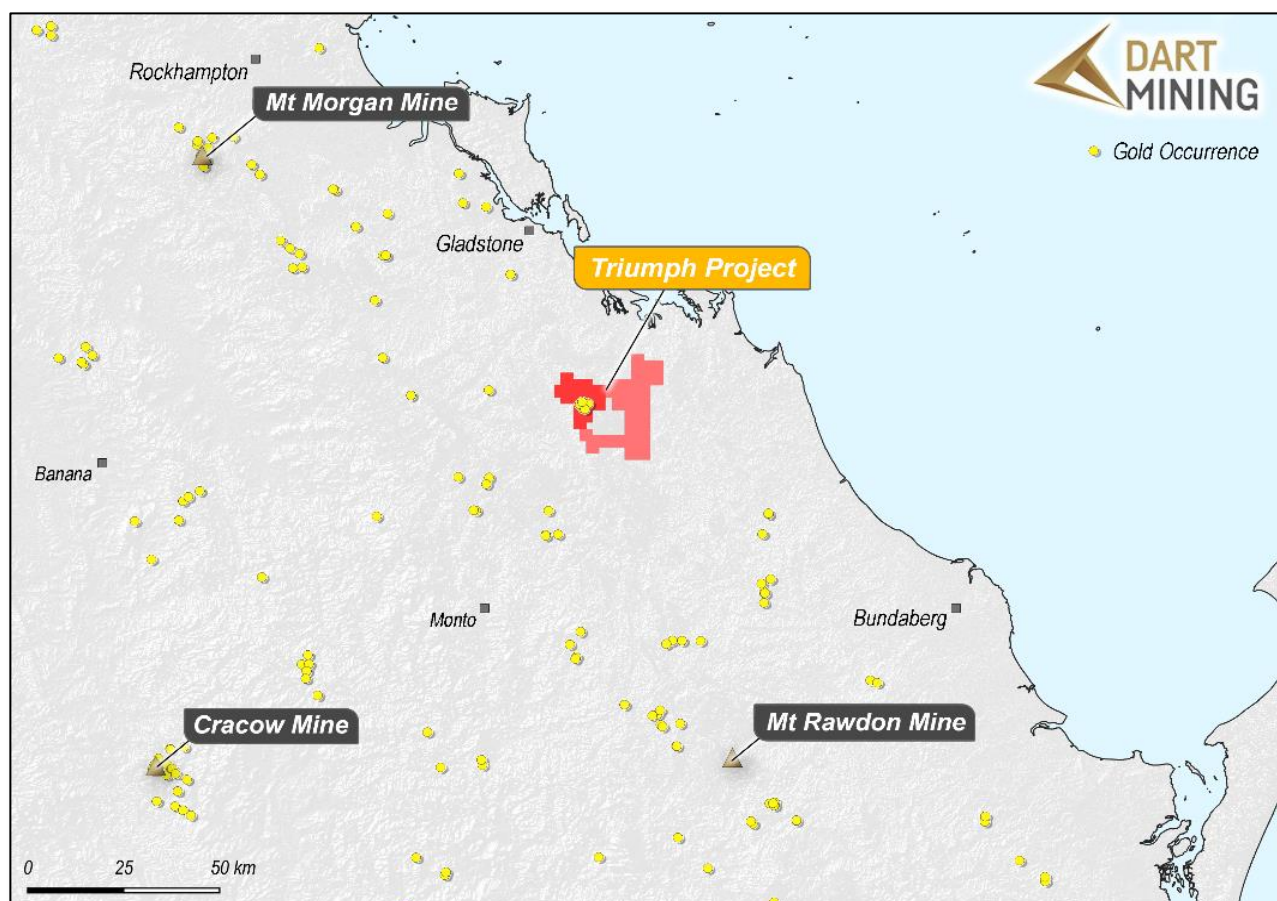 DART
MINING
Gold Occurrence
Rockhampton
Mt Morgan Mine
Gladstone
Triumph Project
Banana
Monto
Bundaberg
Cracow Mine
Mt Rawdon Mine
0 25 50 km